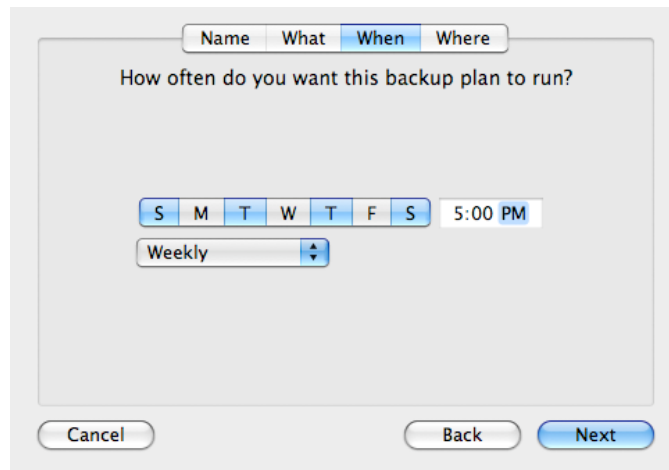 Name What When Where
How often do you want this backup plan to run?
S M T W T F S 5:00 PM
Weekly
Cancel Back Next